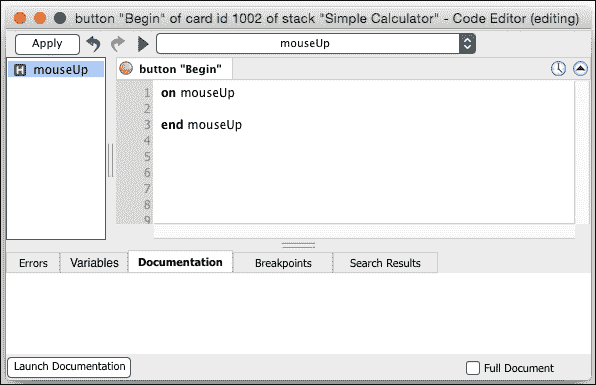 button "Begin" of card id 1002 of stack "Simple Calculator" - Code Editor (editing)
Apply mouseUp
H mouseUp
button "Begin"
1 on mouseUp
2
3 end mouseUp
4
5
6
7
8
9
Errors Variables Documentation Breakpoints Search Results
Launch Documentation Full Document